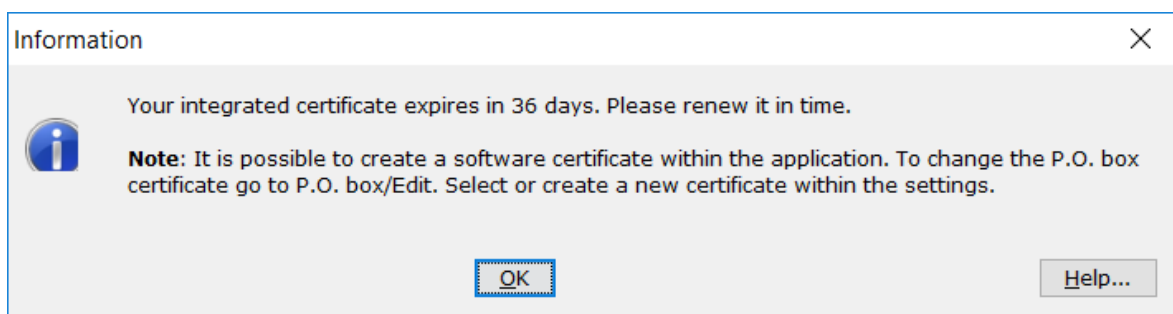 Information
Your integrated certificate expires in 36 days. Please renew it in time.
Note: It is possible to create a software certificate within the application. To change the P.O. box
certificate go to P.O. box/Edit. Select or create a new certificate within the settings.
OK
Help...